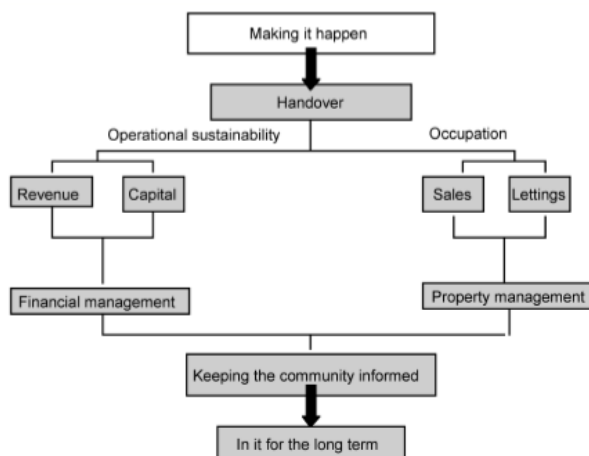 Making it happen
Handover
Operational sustainability
Occupation
Revenue
Capital
Sales
Lettings
Financial management
Property management
Keeping the community informed
In it for the long term